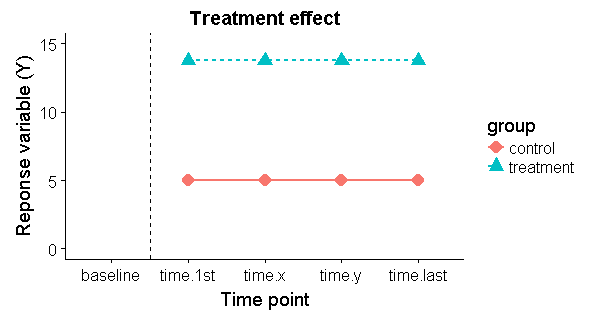 Treatment effect
Reponse variable (Y)
15
10
5
0
baseline
time.1st
time.x
time.y
time.last
Time point
group
control
treatment